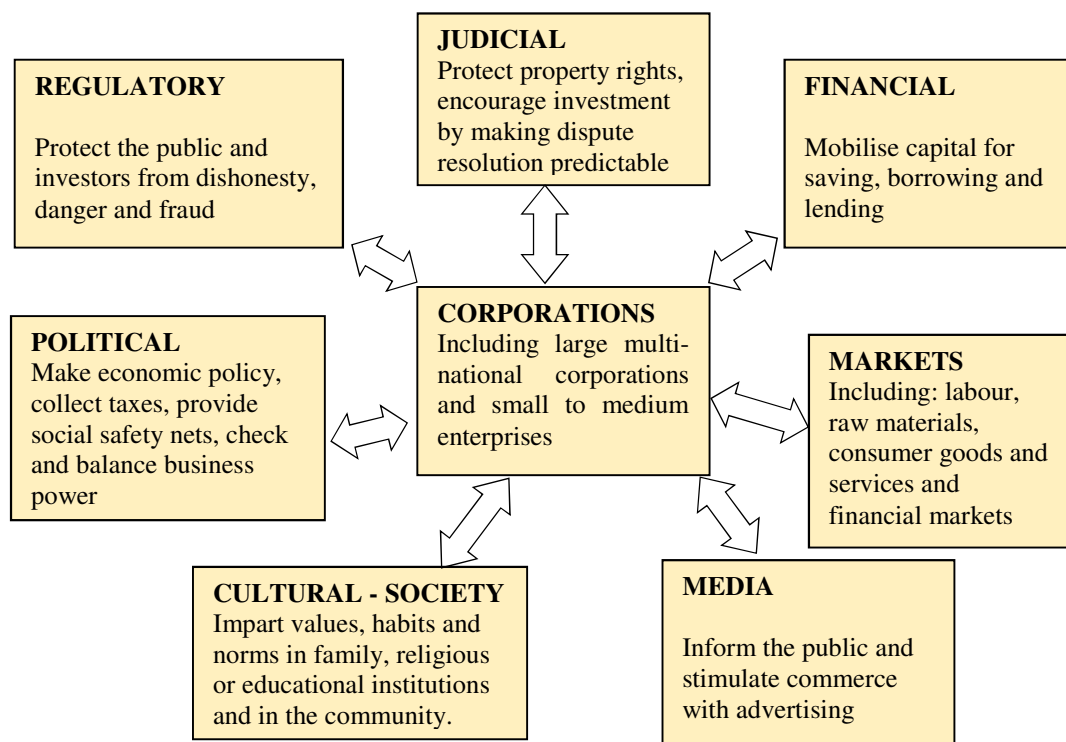 JUDICIAL
Protect property rights,
encourage investment
by making dispute
resolution predictable
REGULATORY
Protect the public and
investors from dishonesty,
danger and fraud
FINANCIAL
Mobilise capital for
saving, borrowing and
lending
CORPORATIONS
Including large multi-
national corporations
and small to medium
enterprises
POLITICAL
Make economic policy,
collect taxes, provide
social safety nets, check
and balance business
power
MARKETS
Including: labour,
raw materials,
consumer goods and
services and
financial markets
CULTURAL - SOCIETY
Impart values, habits and
norms in family, religious
or educational institutions
and in the community.
MEDIA
Inform the public and
stimulate commerce
with advertising